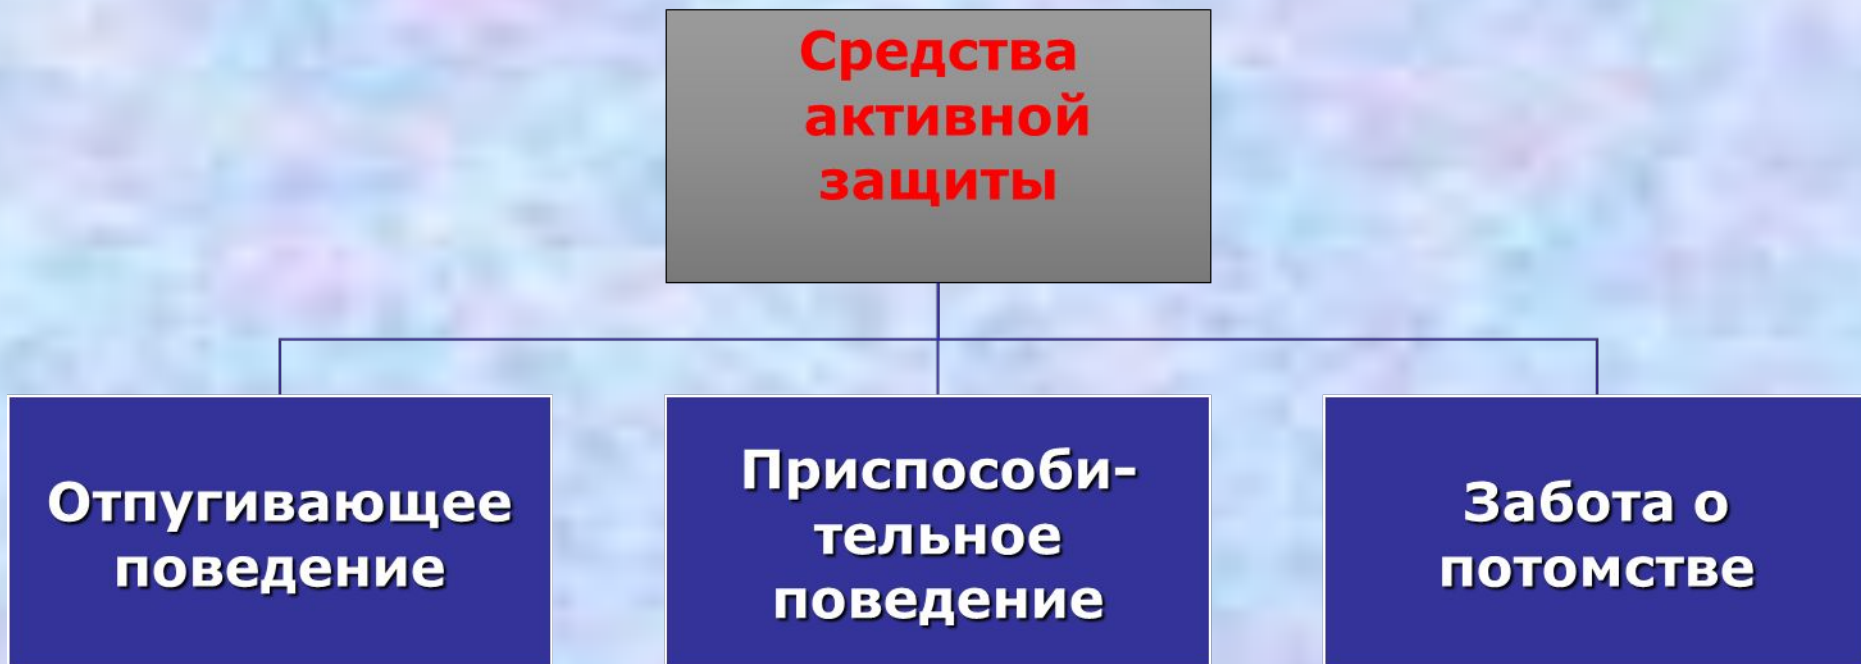 Средства
активной
защиты
Отпугивающее
поведение
Приспособи-
тельное
поведение
Забота о
потомстве